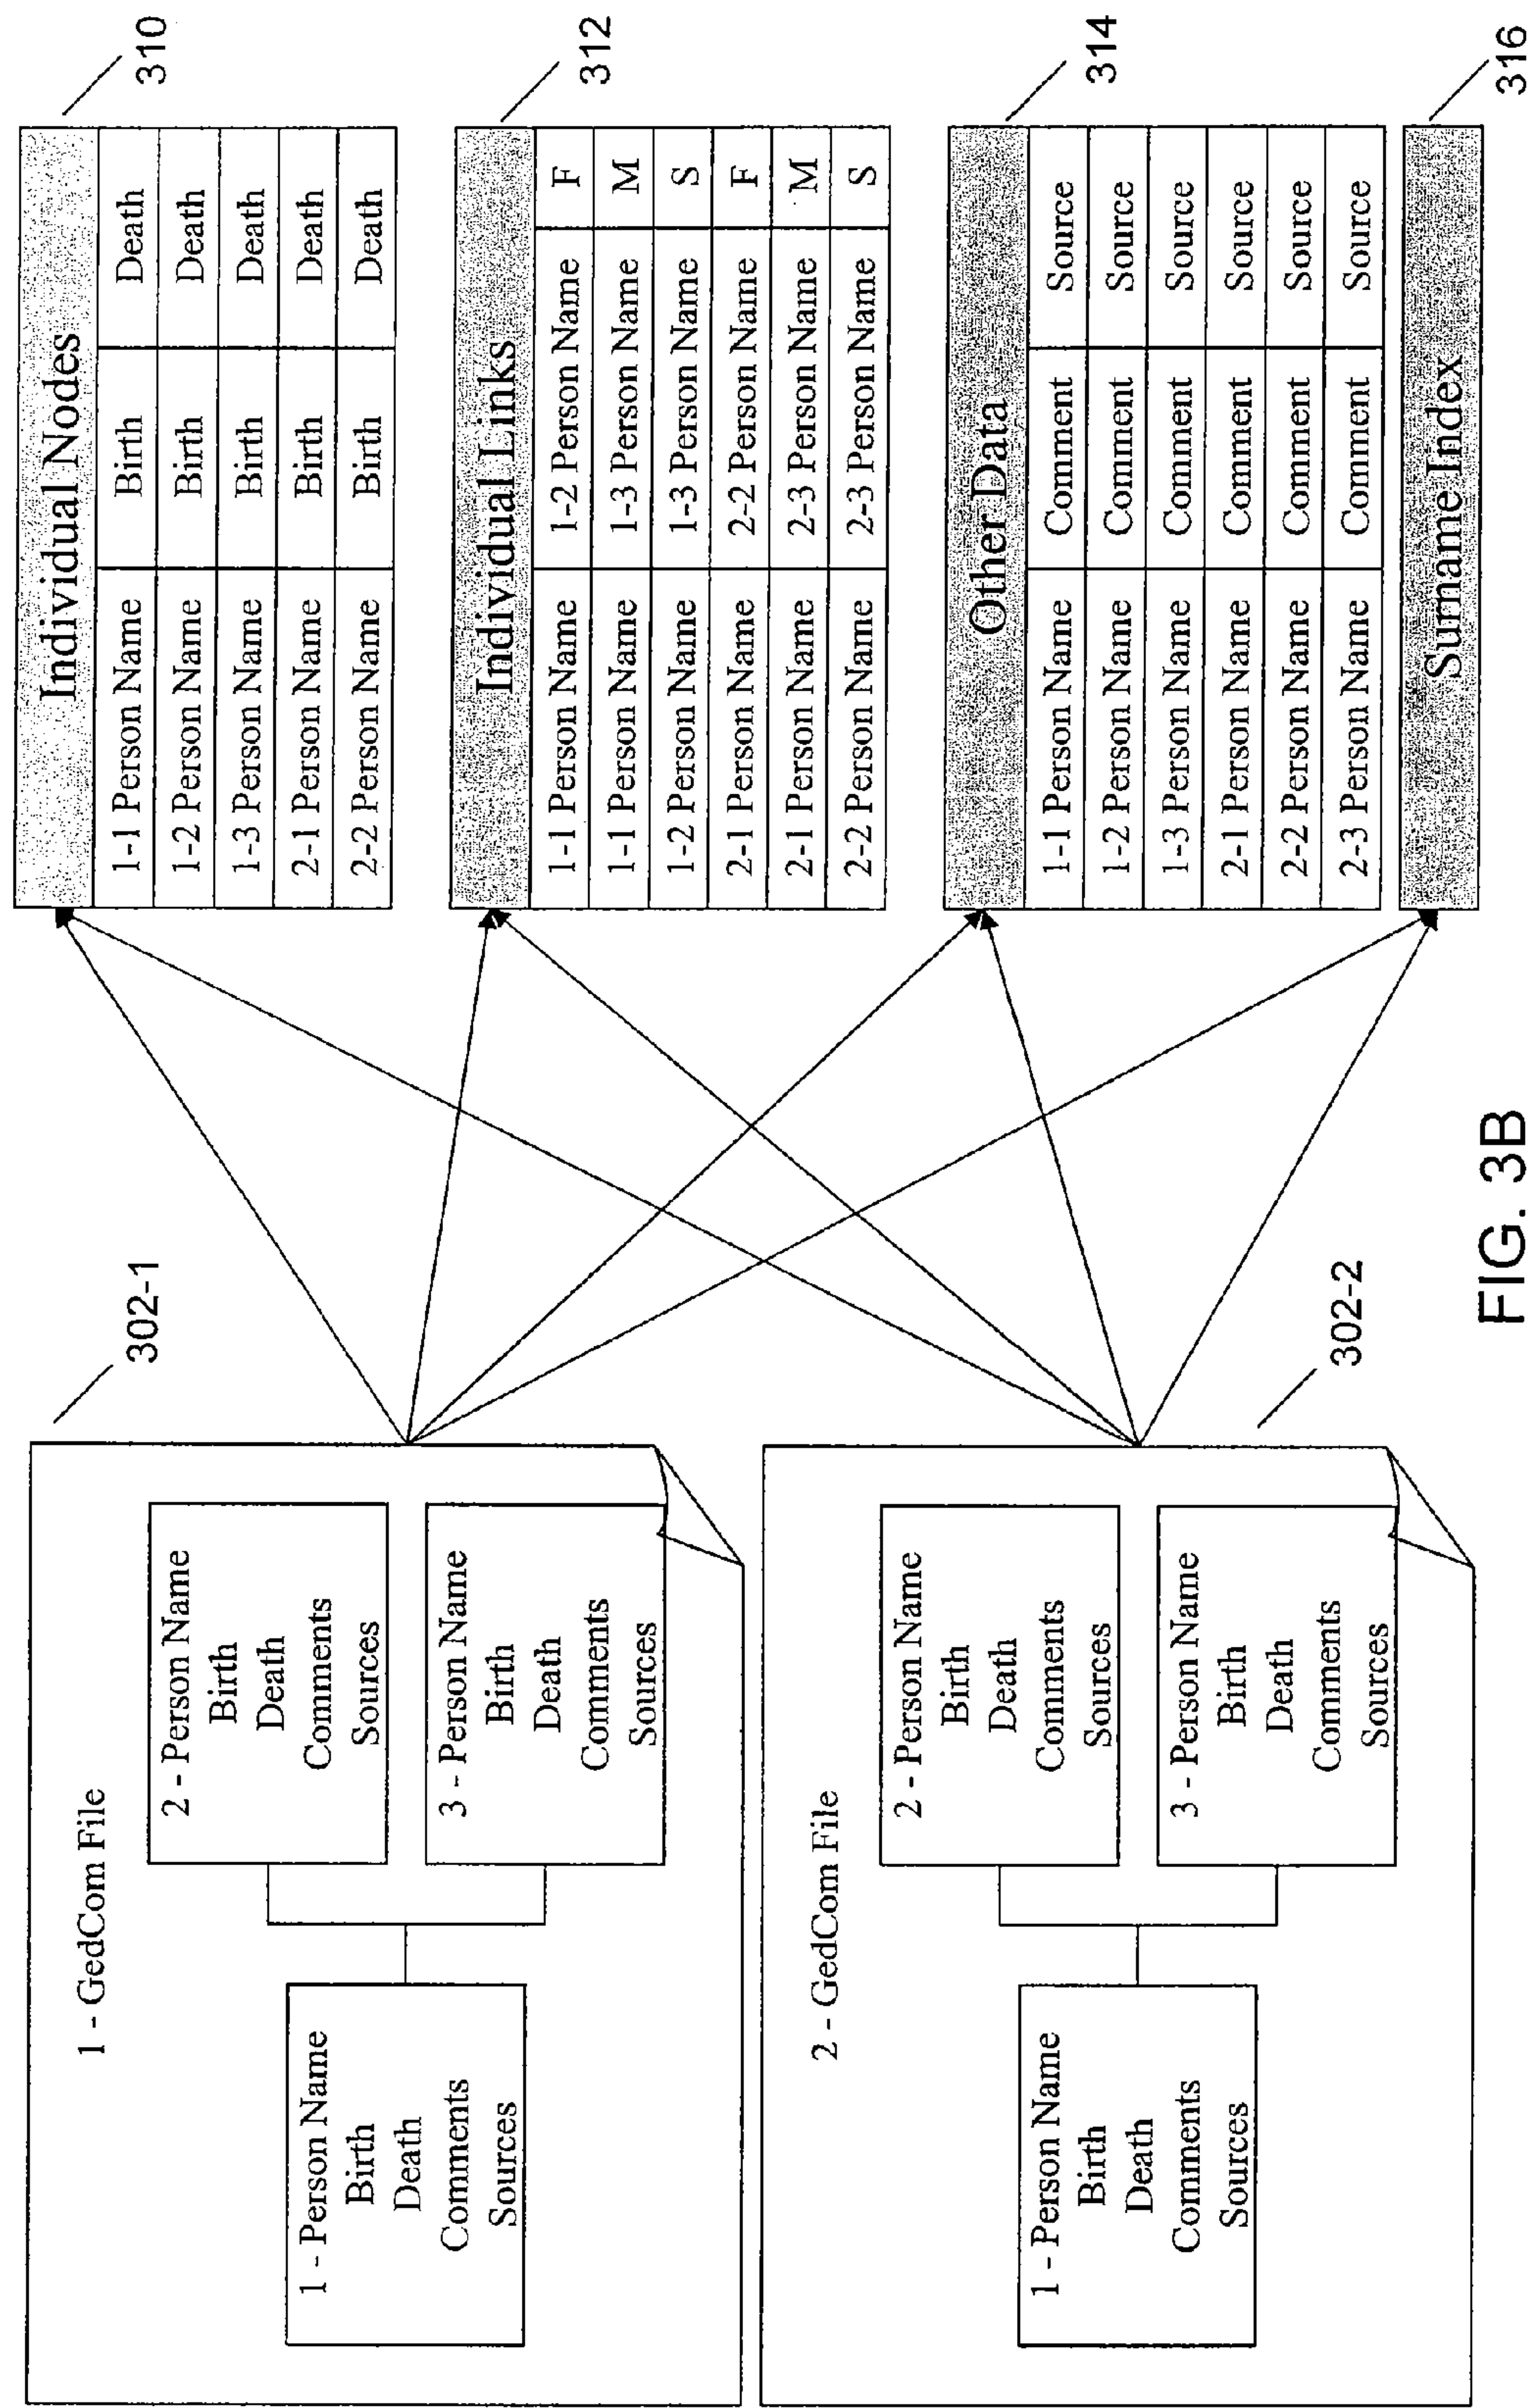 302-1
1 - GedCom File
1 - Person Name
Birth
Death
Comments
Sources
2 - Person Name
Birth
Death
Comments
Sources
3 - Person Name
Birth
Death
Comments
Sources
2 - GedCom File
1 - Person Name
Birth
Death
Comments
Sources
2 - Person Name
Birth
Death
Comments
Sources
3 - Person Name
Birth
Death
Comments
Sources
302-2
310
Individual Nodes
1-1 Person Name Birth Death
1-2 Person Name Birth Death
1-3 Person Name Birth Death
2-1 Person Name Birth Death
2-2 Person Name Birth Death
312
Individual Links
1-1 Person Name 1-2 Person Name F
1-1 Person Name 1-3 Person Name M
1-2 Person Name 1-3 Person Name S
2-1 Person Name 2-2 Person Name F
2-1 Person Name 2-3 Person Name M
2-2 Person Name 2-3 Person Name S
314
Other Data
1-1 Person Name Comment Source
1-2 Person Name Comment Source
1-3 Person Name Comment Source
2-1 Person Name Comment Source
2-2 Person Name Comment Source
2-3 Person Name Comment Source
316
Surname Index
FIG. 3B